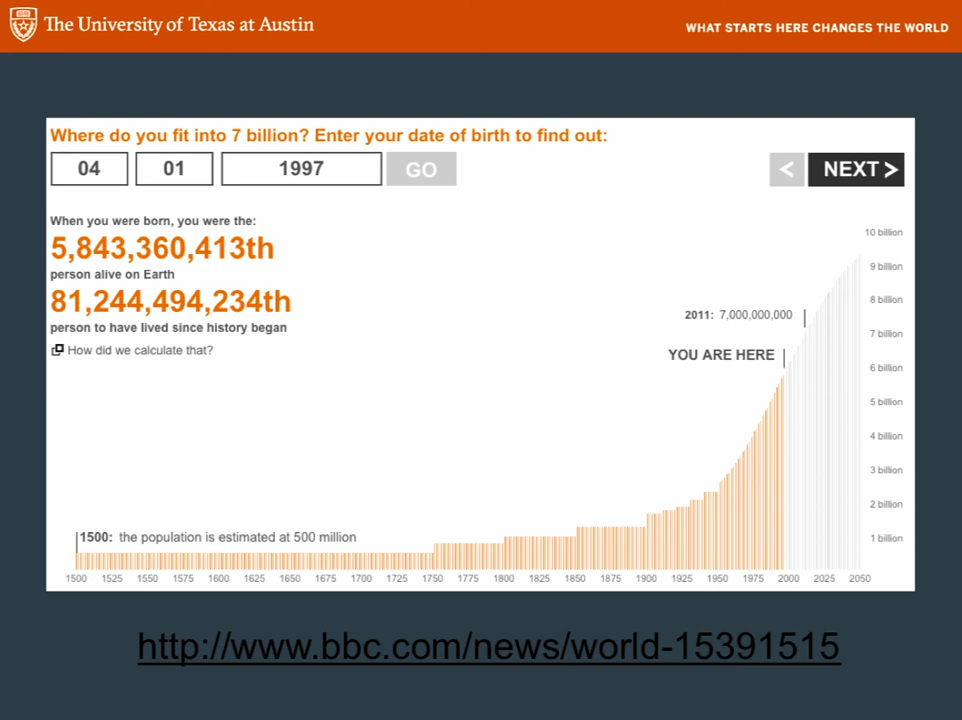 The University of Texas at Austin
WHAT STARTS HERE CHANGES THE WORLD
Where do you fit into 7 billion? Enter your date of birth to find out:
04 01 1997 GO < NEXT >
When you were born, you were the:
5,843,360,413th
person alive on Earth
81,244,494,234th
person to have lived since history began
How did we calculate that?
10 billion
9 billion
8 billion
2011: 7,000,000,000
7 billion
YOU ARE HERE
6 billion
5 billion
4 billion
3 billion
2 billion
1500: the population is estimated at 500 million
1 billion
1500 1525 1550 1575 1600 1625 1650 1675 1700 1725 1750 1775 1800 1825 1850 1875 1900 1925 1950 1975 2000 2025 2050
http://www.bbc.com/news/world-15391515